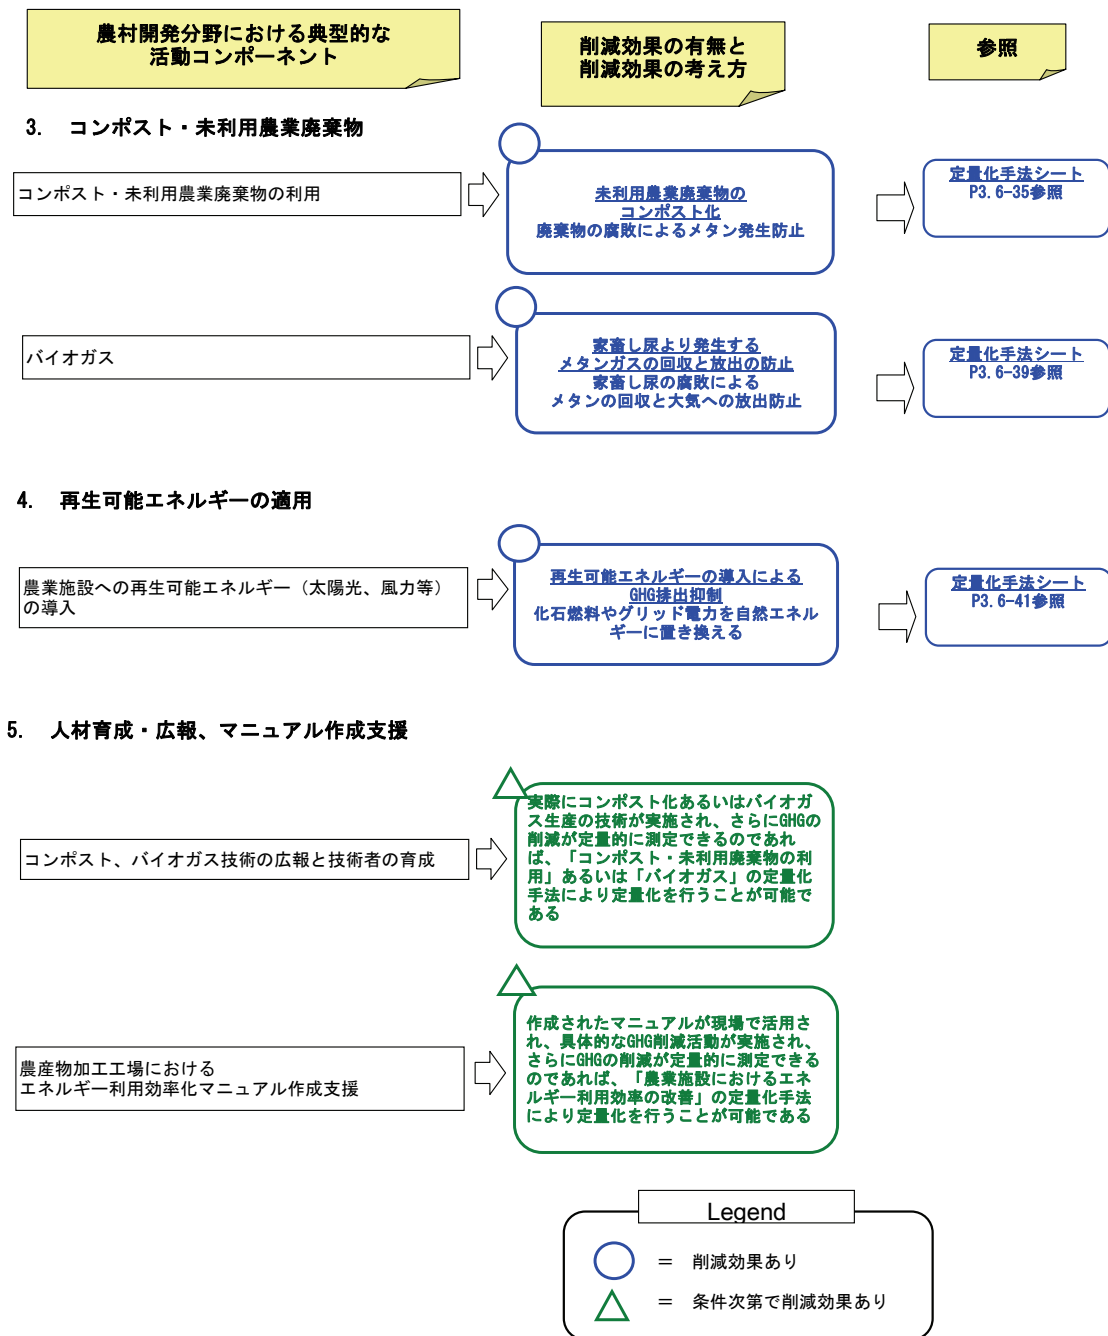 農村開発分野における典型的な
活動コンポーネント
削減効果の有無と
削減効果の考え方
参照
3. コンポスト・未利用農業廃棄物
コンポスト・未利用農業廃棄物の利用
未利用農業廃棄物の
コンポスト化
廃棄物の腐敗によるメタン発生防止
定量化手法シート
P3.6-35参照
バイオガス
家畜し尿より発生する
メタンガスの回収と放出の防止
家畜し尿の腐敗による
メタンの回収と大気への放出防止
定量化手法シート
P3.6-39参照
4. 再生可能エネルギーの適用
農業施設への再生可能エネルギー（太陽光、風力等）
の導入
再生可能エネルギーの導入による
GHG排出抑制
化石燃料やグリッド電力を自然エネル
ギーに置き換える
定量化手法シート
P3.6-41参照
5. 人材育成・広報、マニュアル作成支援
コンポスト、バイオガス技術の広報と技術者の育成
実際にコンポスト化あるいはバイオガ
ス生産の技術が実施され、さらにGHGの
削減が定量的に測定できるのであれ
ば、「コンポスト・未利用廃棄物の利
用」あるいは「バイオガス」の定量化
手法により定量化を行うことが可能で
ある
農産物加工工場における
エネルギー利用効率化マニュアル作成支援
作成されたマニュアルが現場で活用さ
れ、具体的なGHG削減活動が実施され、
さらにGHGの削減が定量的に測定できる
のであれば、「農業施設におけるエネ
ルギー利用効率の改善」の定量化手法
により定量化を行うことが可能である
Legend
＝ 削減効果あり
＝ 条件次第で削減効果あり